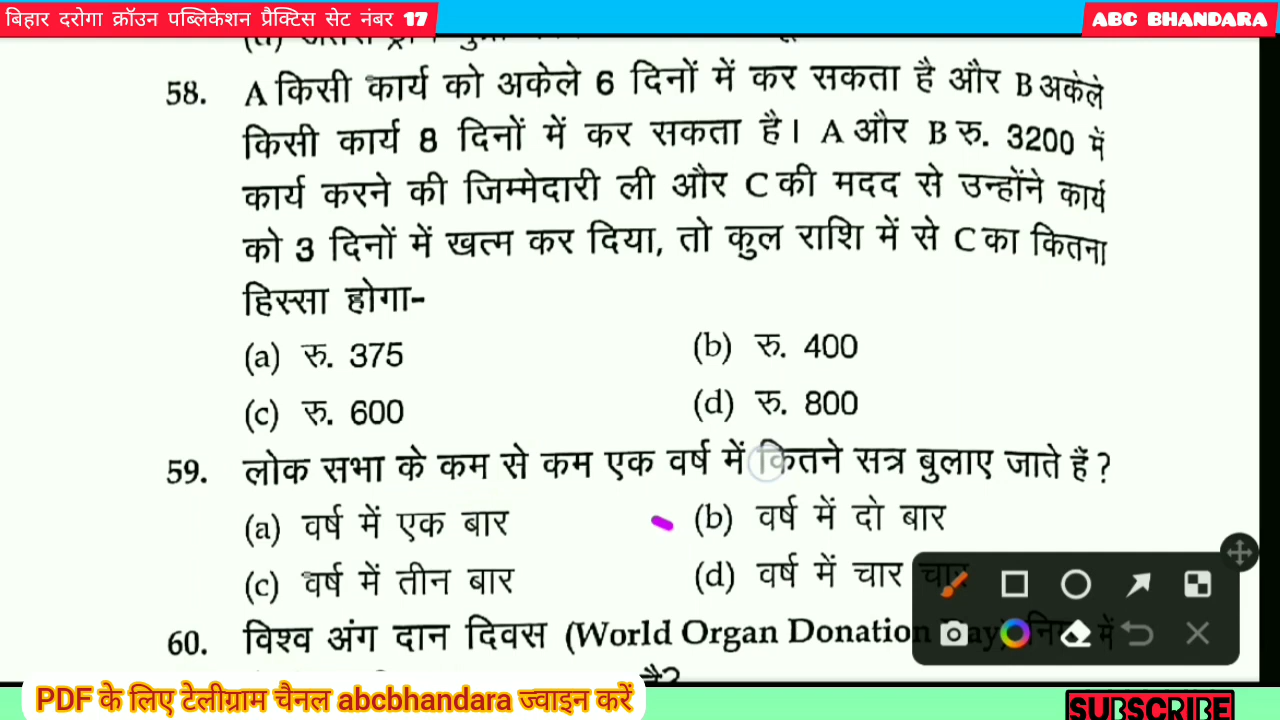 बिहार दरोगा क्रॉउन पब्लिकेशन प्रैक्टिस सेट नंबर 17
ABC BHANDARA
58. A किसी कार्य को अकेले 6 दिनों में कर सकता है और B अकेले
किसी कार्य 8 दिनों में कर सकता है। A और B रु. 3200 में
कार्य करने की जिम्मेदारी ली और C की मदद से उन्होंने कार्य
को 3 दिनों में खत्म कर दिया, तो कुल राशि में से C का कितना
हिस्सा होगा-
(a) रु. 375 (b) रु. 400
(c) रु. 600 (d) रु. 800
59. लोक सभा के कम से कम एक वर्ष में कितने सत्र बुलाए जाते हैं ?
(a) वर्ष में एक बार (b) वर्ष में दो बार
(c) वर्ष में तीन बार (d) वर्ष में चार चार
60. विश्व अंग दान दिवस (World Organ Donation Day) निम्न में
है?
PDF के लिए टेलीग्राम चैनल abcbhandara ज्वाइन करें
SUBSCRIBE